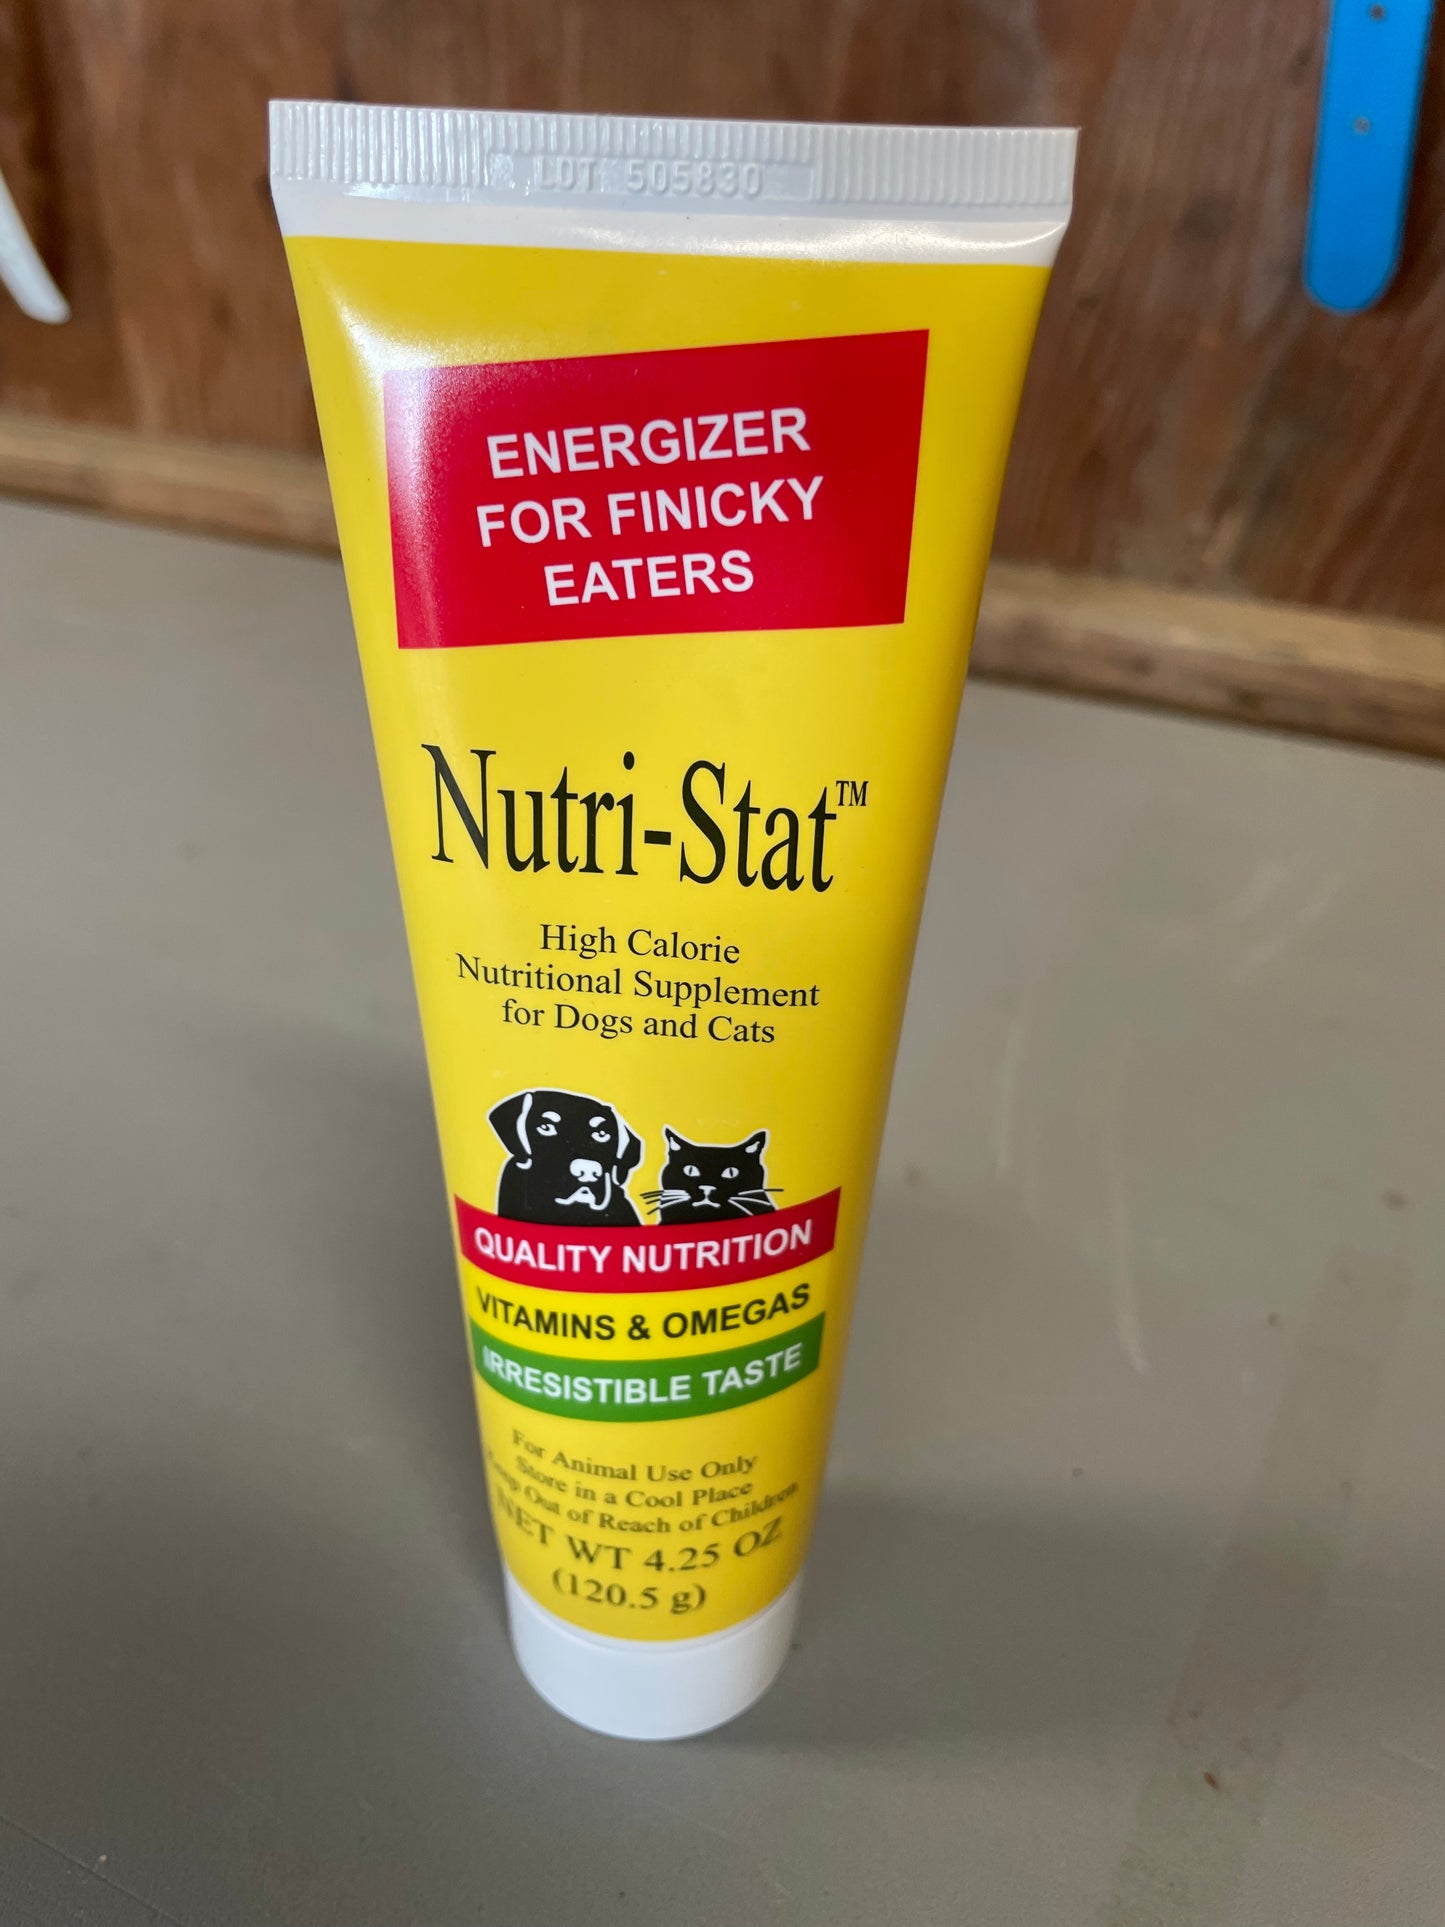 LOT 505830
ENERGIZER
FOR FINICKY
EATERS
Nutri-Stat™
High Calorie
Nutritional Supplement
for Dogs and Cats
QUALITY NUTRITION
VITAMINS & OMEGAS
IRRESISTIBLE TASTE
For Animal Use Only
Store in a Cool Place
Keep Out of Reach of Children
NET WT 4.25 OZ
(120.5 g)